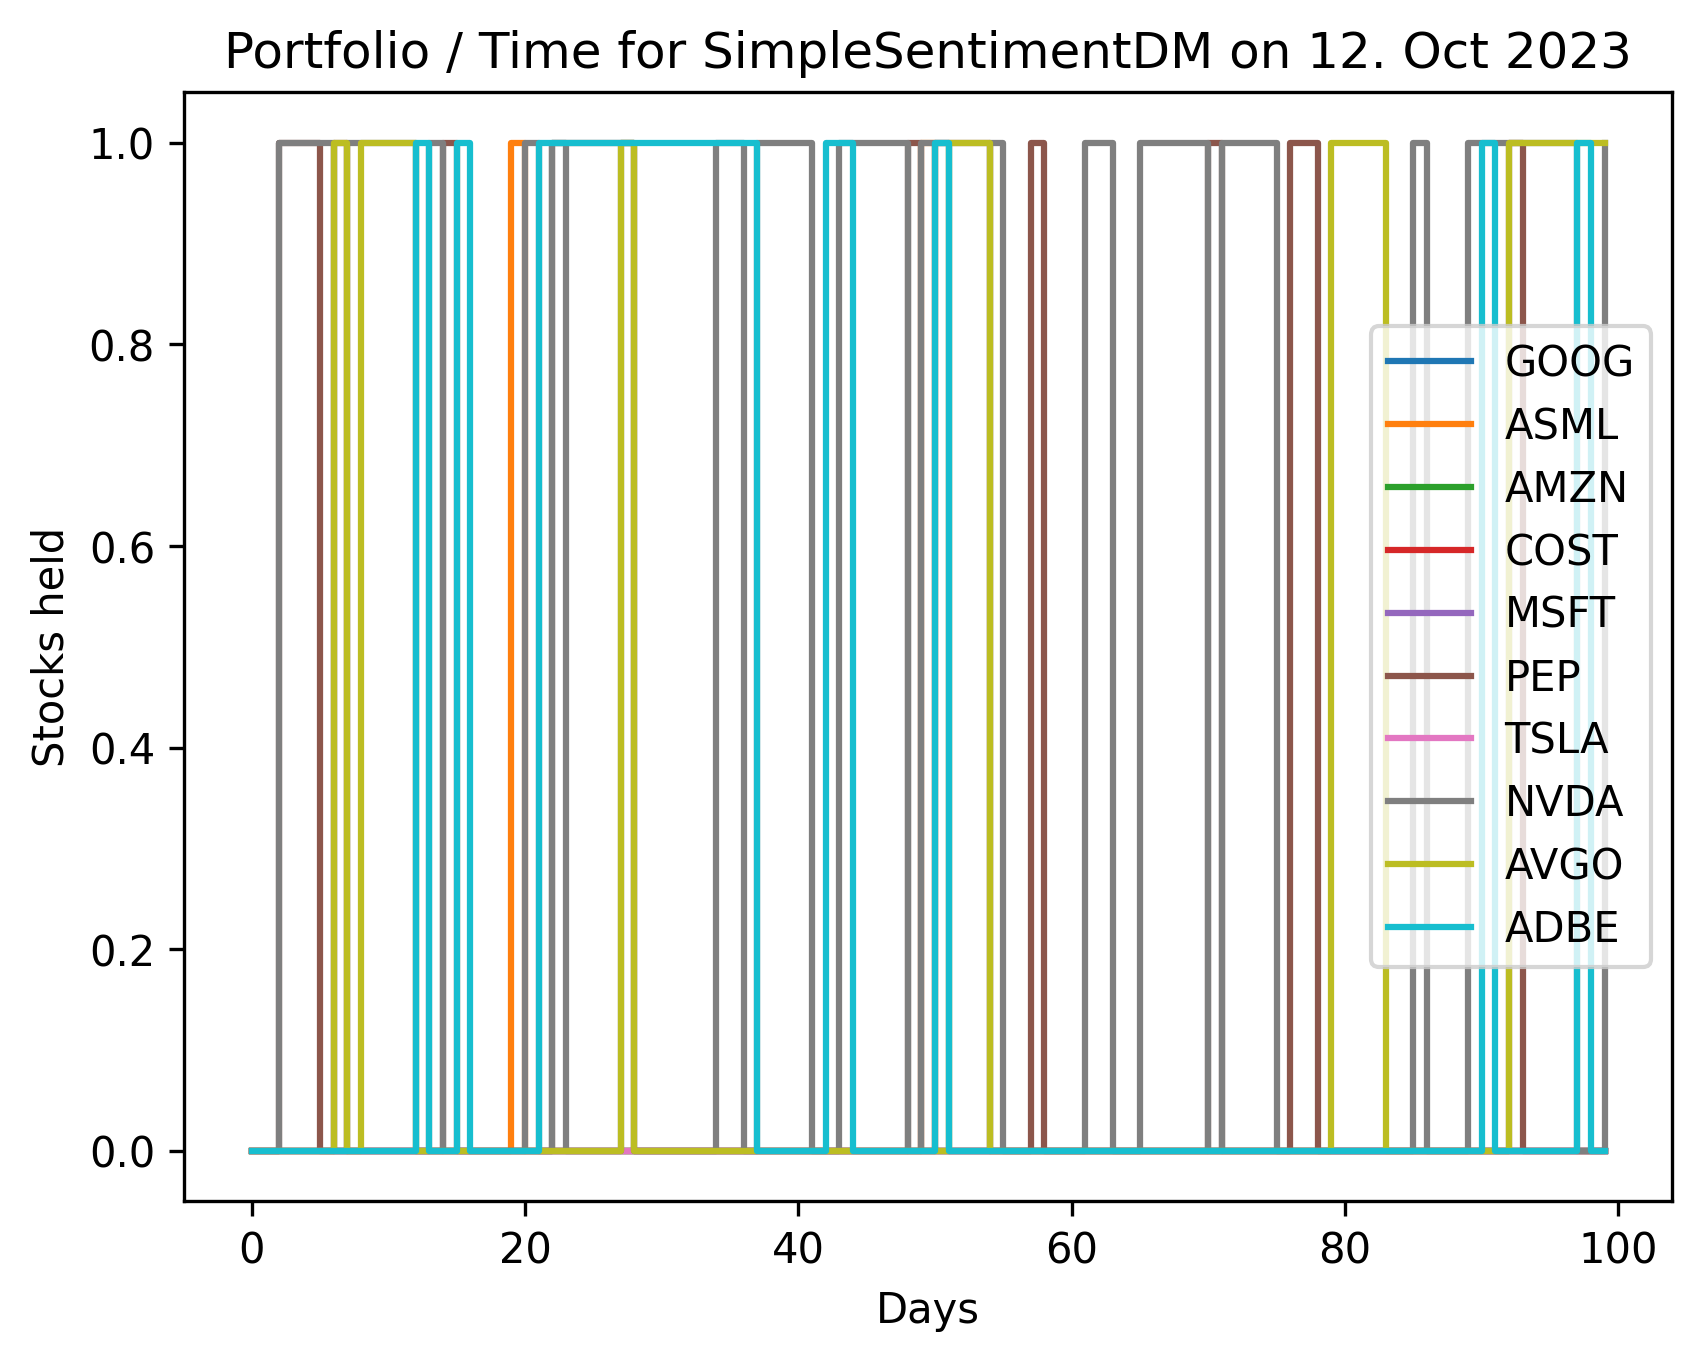 Portfolio / Time for SimpleSentimentDM on 12. Oct 2023
1.0
0.8
0.6
0.4
0.2
0.0
Stocks held
GOOG
ASML
AMZN
COST
MSFT
PEP
TSLA
NVDA
AVGO
ADBE
0 20 40 60 80 100
Days